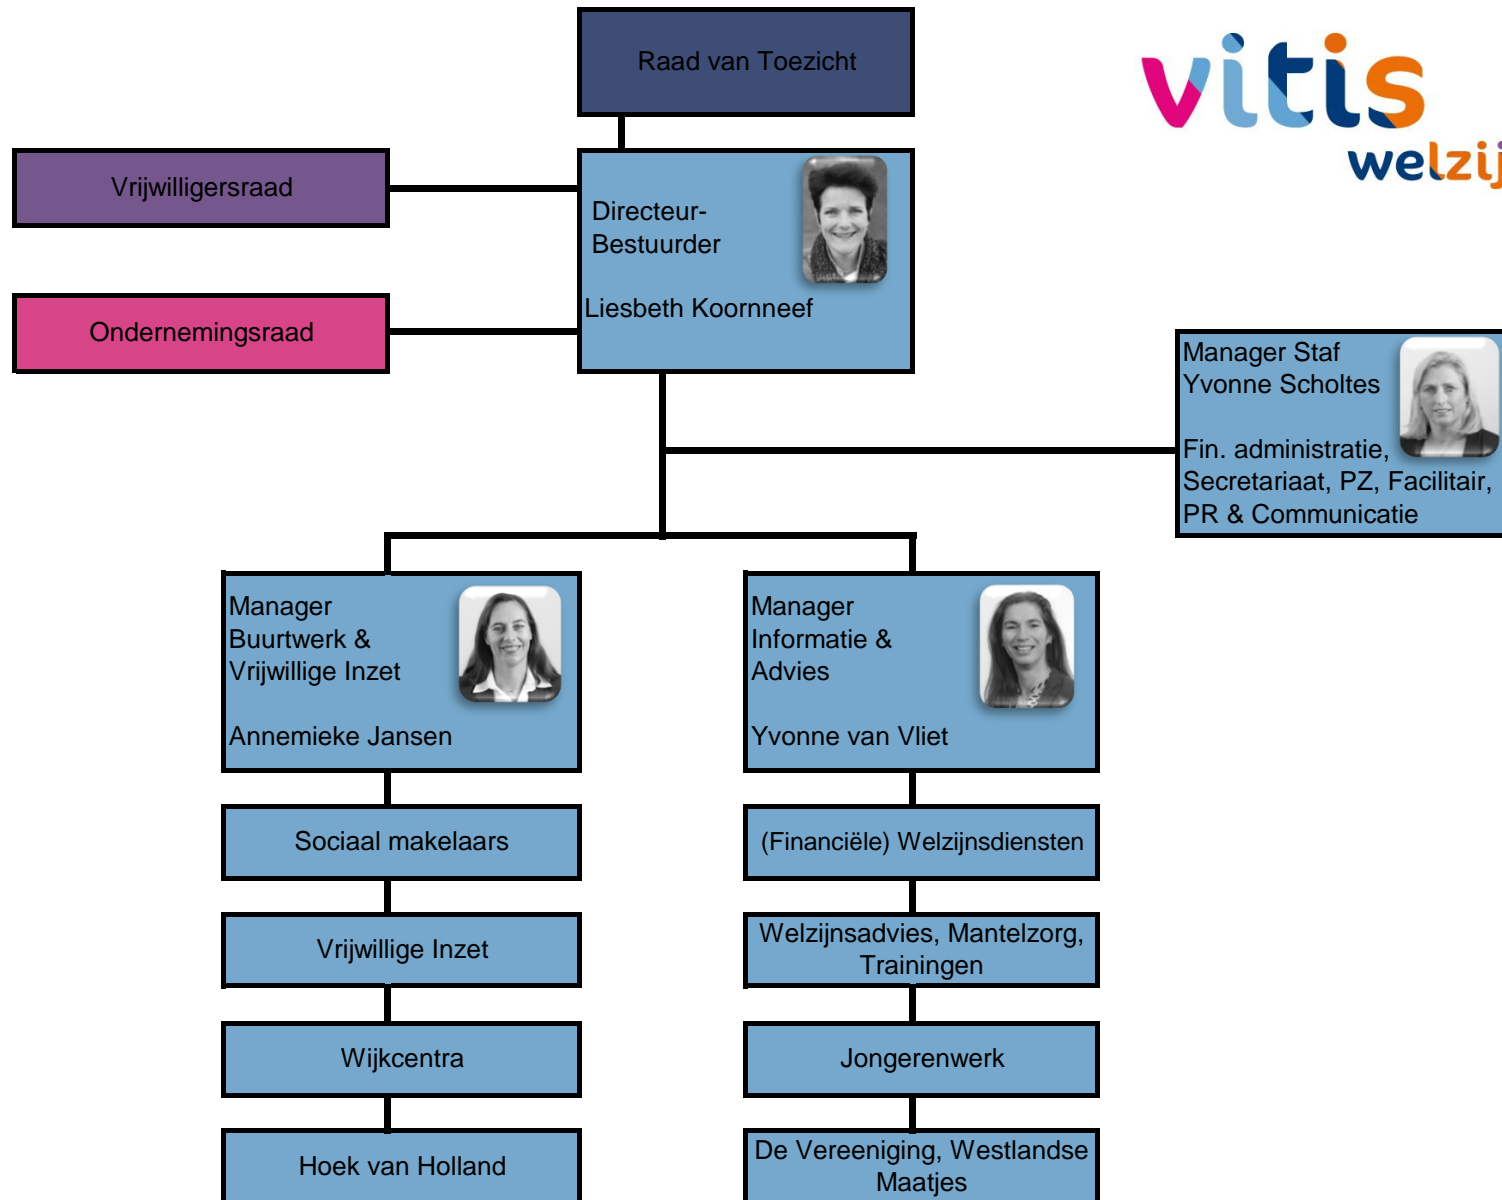 Raad van Toezicht
vitis
welzij
Vrijwilligersraad
Directeur-
Bestuurder
Liesbeth Koornneef
Ondernemingsraad
Manager Staf
Yvonne Scholtes
Fin. administratie,
Secretariaat, PZ, Facilitair,
PR & Communicatie
Manager
Buurtwerk &
Vrijwillige Inzet
Annemieke Jansen
Manager
Informatie &
Advies
Yvonne van Vliet
Sociaal makelaars
(Financiële) Welzijnsdiensten
Vrijwillige Inzet
Welzijnsadvies, Mantelzorg,
Trainingen
Wijkcentra
Jongerenwerk
Hoek van Holland
De Vereeniging, Westlandse
Maatjes